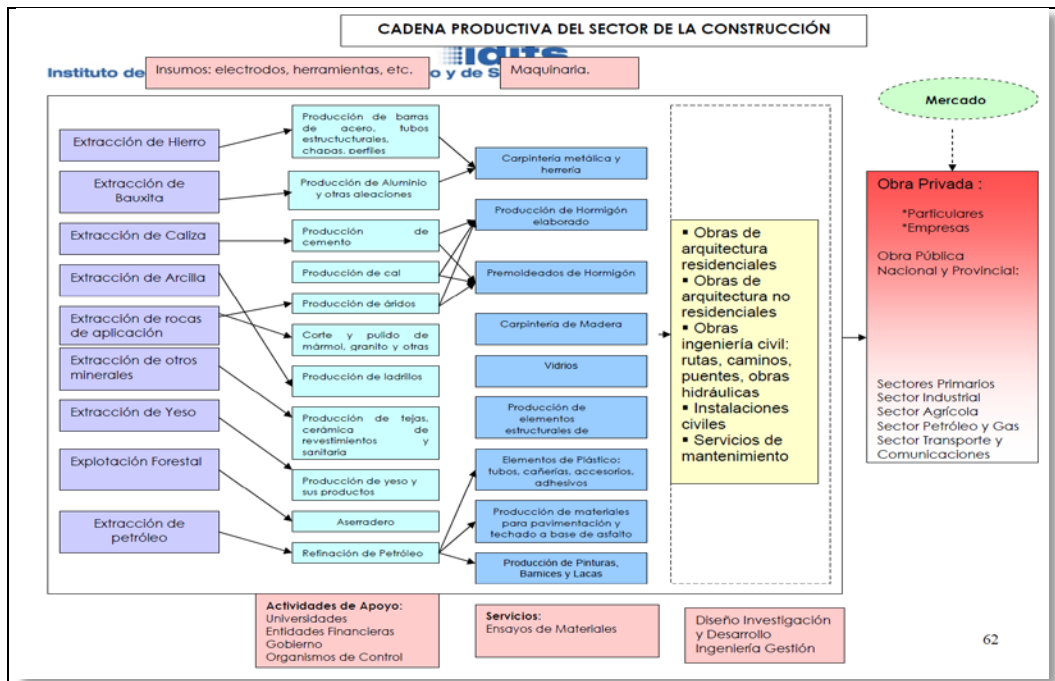 CADENA PRODUCTIVA DEL SECTOR DE LA CONSTRUCCIÓN
idits
Instituto de
o y de S
Insumos: electrodos, herramientas, etc.
Maquinaria.
Extracción de Hierro
Extracción de
Bauxita
Extracción de Caliza
Extracción de Arcilla
Extracción de rocas
de aplicación
Extracción de otros
minerales
Extracción de Yeso
Explotación Forestal
Extracción de
petróleo
Producción de barras
de acero, tubos
estructucturales,
chapas, perfiles
Producción de Aluminio
y otras aleaciones
Producción de
cemento
Producción de cal
Producción de áridos
Corte y pulido de
mármol, granito y otras
Producción de ladrillos
Producción de tejas,
cerámica de
revestimientos y
sanitaria
Producción de yeso y
sus productos
Aserradero
Refinación de Petróleo
Carpintería metálica y
herrería
Producción de Hormigón
elaborado
Premoldeados de Hormigón
Carpintería de Madera
Vidrios
Producción de
elementos
estructurales de
Elementos de Plástico:
tubos, cañerías, accesorios,
adhesivos
Producción de materiales
para pavimentación y
techado a base de asfalto
Producción de Pinturas,
Barnices y Lacas
▪ Obras de
arquitectura
residenciales
▪ Obras de
arquitectura no
residenciales
▪ Obras
ingeniería civil:
rutas, caminos,
puentes, obras
hidráulicas
▪ Instalaciones
civiles
▪ Servicios de
mantenimiento
Mercado
Obra Privada :
*Particulares
*Empresas
Obra Pública
Nacional y Provincial:
Sectores Primarios
Sector Industrial
Sector Agrícola
Sector Petróleo y Gas
Sector Transporte y
Comunicaciones
Actividades de Apoyo:
Universidades
Entidades Financieras
Gobierno
Organismos de Control
Servicios:
Ensayos de Materiales
Diseño Investigación
y Desarrollo
Ingeniería Gestión
62